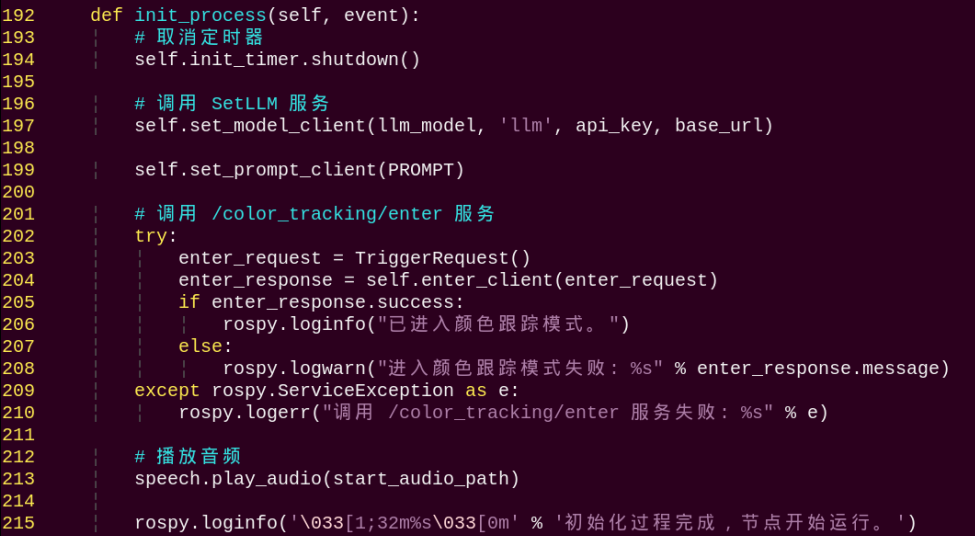 192 def init_process(self, event):
193 # 取消定时器
194 self.init_timer.shutdown()
195
196 # 调用 SetLLM 服务
197 self.set_model_client(llm_model, 'llm', api_key, base_url)
198
199 self.set_prompt_client(PROMPT)
200
201 # 调用 /color_tracking/enter 服务
202 try:
203 enter_request = TriggerRequest()
204 enter_response = self.enter_client(enter_request)
205 if enter_response.success:
206 rospy.loginfo("已进入颜色跟踪模式。")
207 else:
208 rospy.logwarn("进入颜色跟踪模式失败: %s" % enter_response.message)
209 except rospy.ServiceException as e:
210 rospy.logerr("调用 /color_tracking/enter 服务失败: %s" % e)
211
212 # 播放音频
213 speech.play_audio(start_audio_path)
214
215 rospy.loginfo('\033[1;32m%s\033[0m' % '初始化过程完成，节点开始运行。')